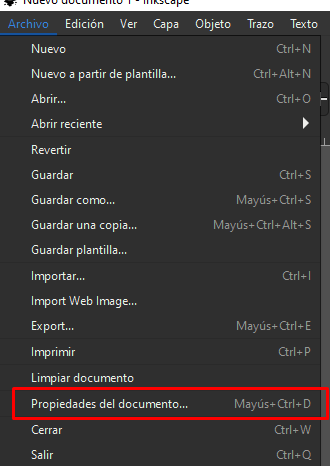 Nuevo documento 1 - Inkscape
Archivo Edición Ver Capa Objeto Trazo Texto
Nuevo Ctrl+N
Nuevo a partir de plantilla... Ctrl+Alt+N
Abrir... Ctrl+O
Abrir reciente
Revertir
Guardar Ctrl+S
Guardar como... Mayús+Ctrl+S
Guardar una copia... Mayús+Ctrl+Alt+S
Guardar plantilla...
Importar... Ctrl+I
Import Web Image...
Export... Mayús+Ctrl+E
Imprimir Ctrl+P
Limpiar documento
Propiedades del documento... Mayús+Ctrl+D
Cerrar Ctrl+W
Salir Ctrl+Q